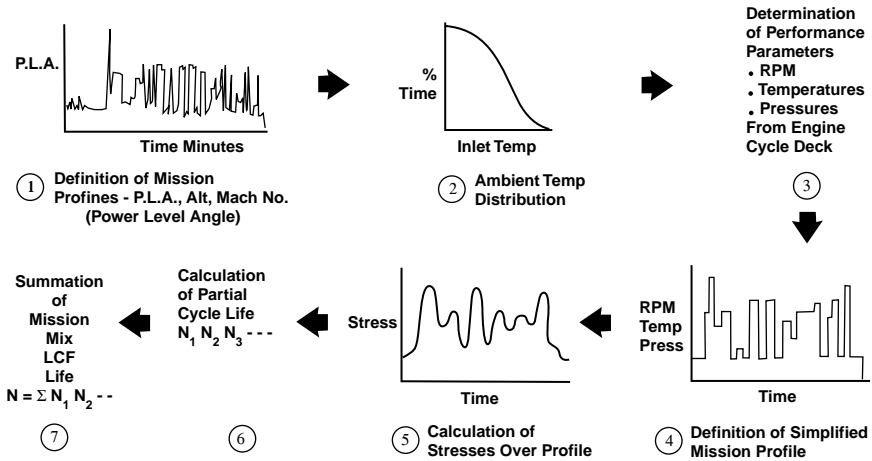 P.L.A.
Time Minutes
1 Definition of Mission
Profines - P.L.A., Alt, Mach No.
(Power Level Angle)
%
Time
Inlet Temp
2 Ambient Temp
Distribution
Determination
of Performance
Parameters
• RPM
• Temperatures
• Pressures
From Engine
Cycle Deck
3
RPM
Temp
Press
Time
4 Definition of Simplified
Mission Profile
Stress
Time
5 Calculation of
Stresses Over Profile
Calculation
of Partial
Cycle Life
N₁ N₂ N₃ - - -
6
Summation
of
Mission
Mix
LCF
Life
N = Σ N₁ N₂ - -
7